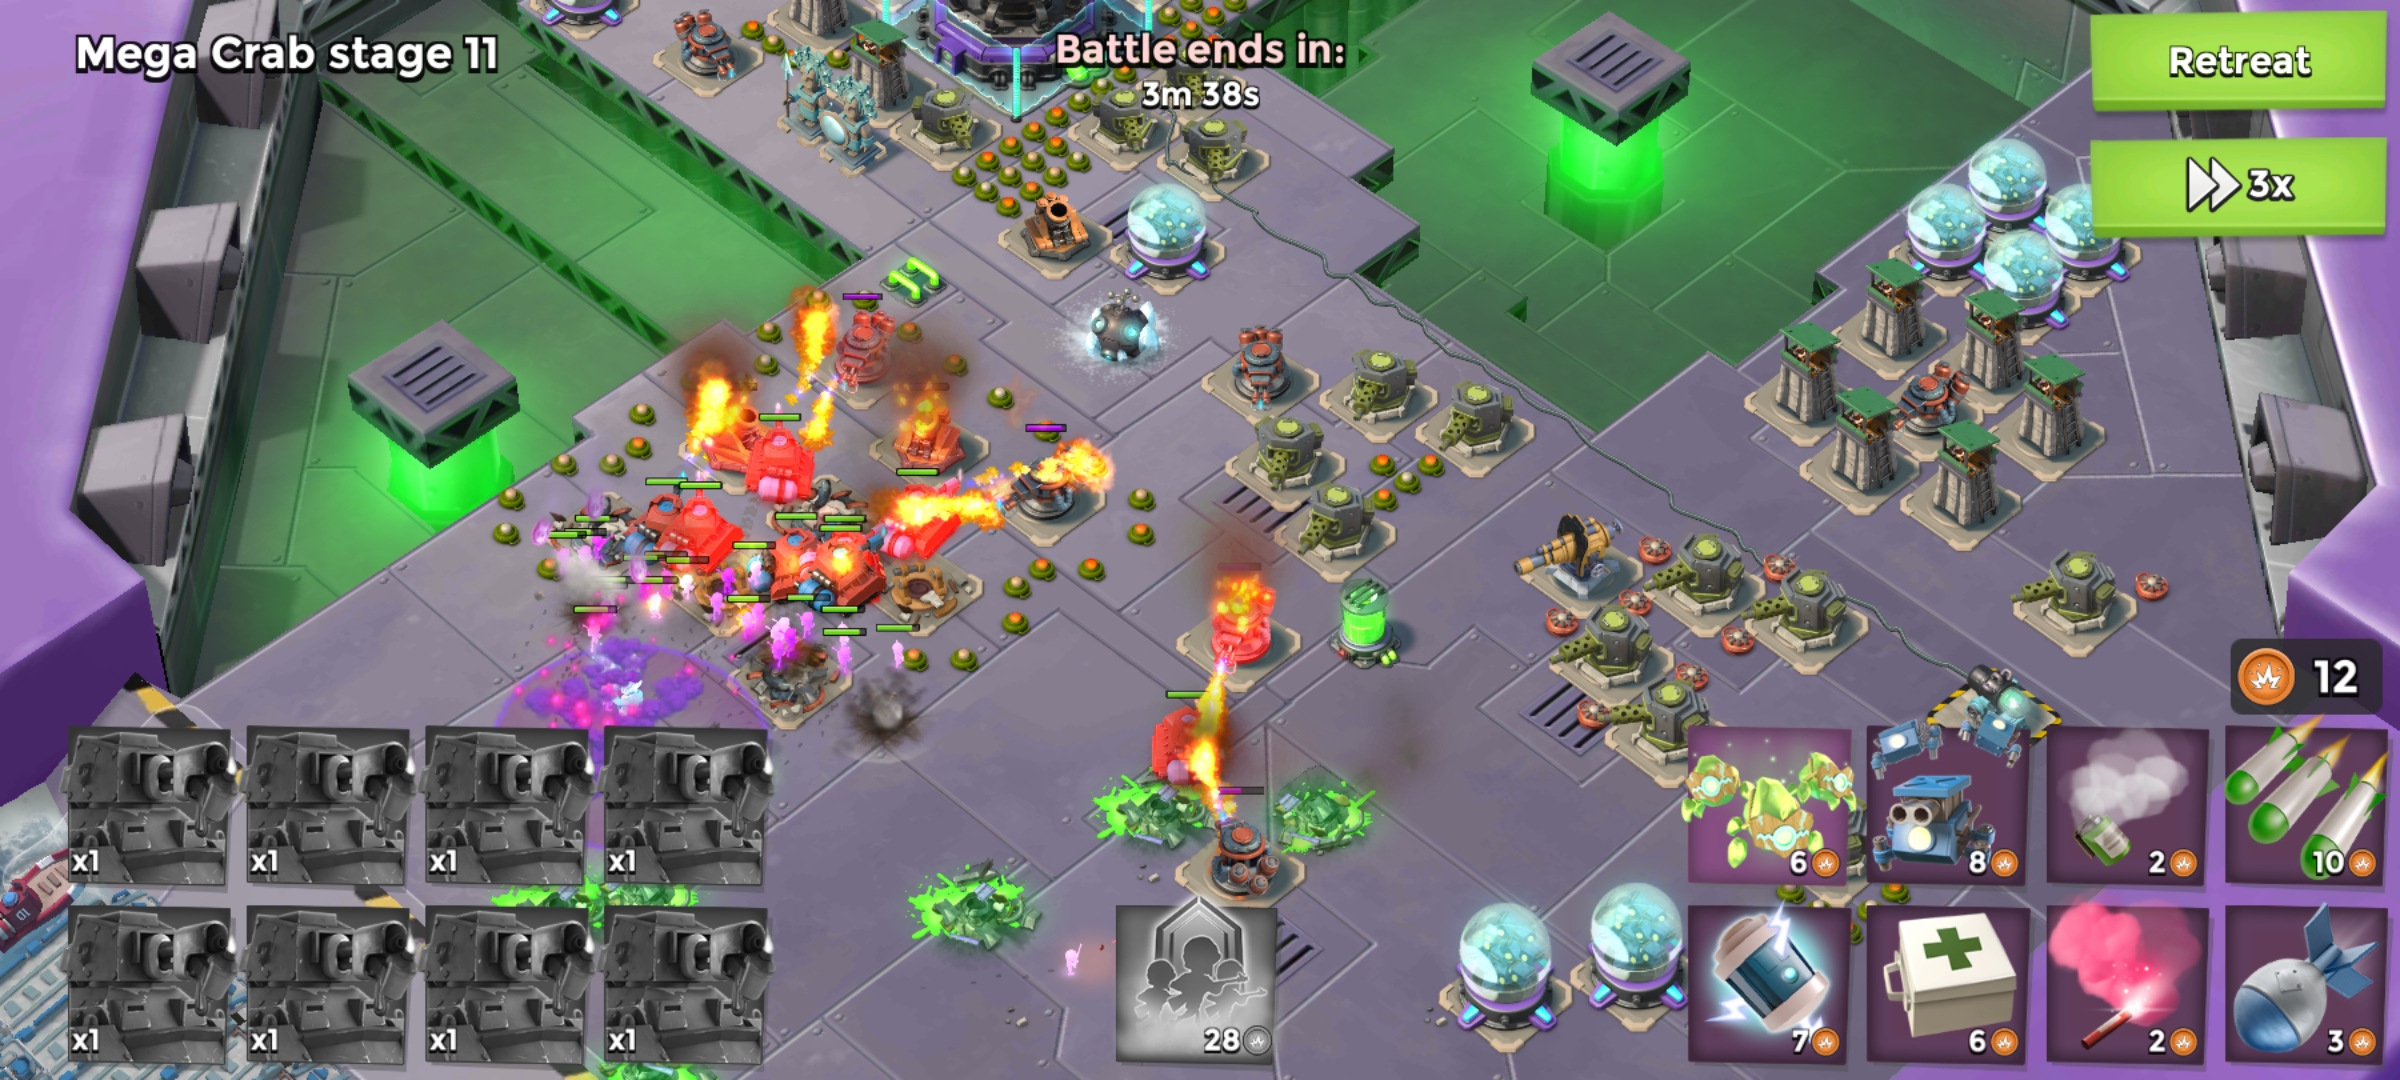 Mega Crab stage 11
Battle ends in:
3m 38s
Retreat
3x
12
x1
x1
x1
x1
6
8
2
10
x1
x1
x1
x1
28
7
6
2
3